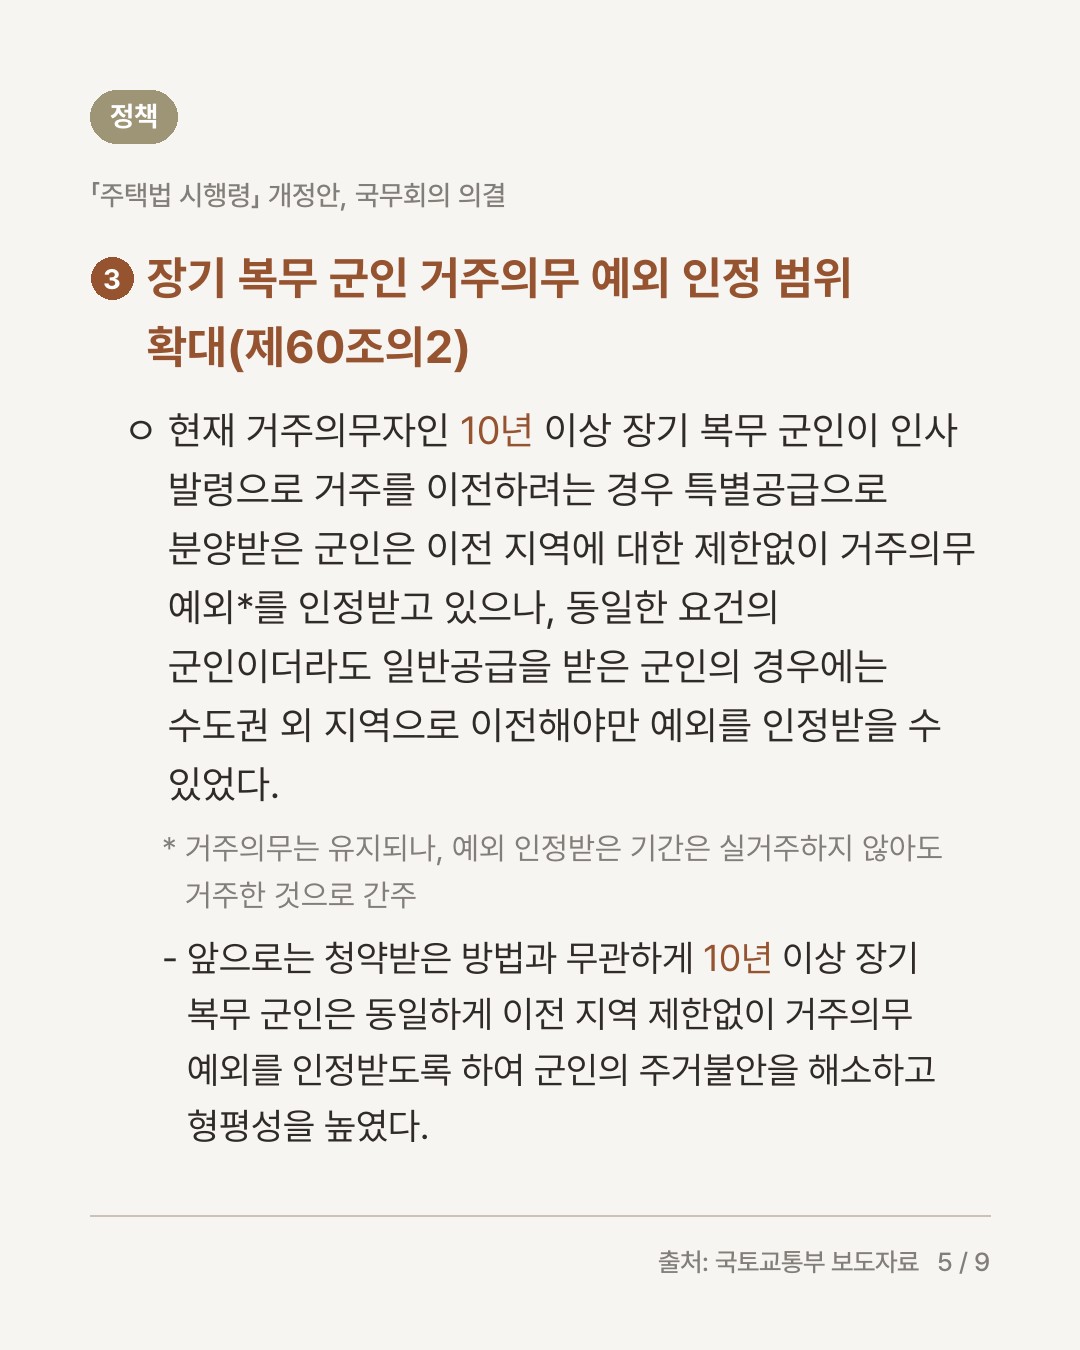 정책
「주택법 시행령」 개정안, 국무회의 의결
3 장기 복무 군인 거주의무 예외 인정 범위
확대(제60조의2)
ㅇ 현재 거주의무자인 10년 이상 장기 복무 군인이 인사
발령으로 거주를 이전하려는 경우 특별공급으로
분양받은 군인은 이전 지역에 대한 제한없이 거주의무
예외*를 인정받고 있으나, 동일한 요건의
군인이더라도 일반공급을 받은 군인의 경우에는
수도권 외 지역으로 이전해야만 예외를 인정받을 수
있었다.
* 거주의무는 유지되나, 예외 인정받은 기간은 실거주하지 않아도
거주한 것으로 간주
- 앞으로는 청약받은 방법과 무관하게 10년 이상 장기
복무 군인은 동일하게 이전 지역 제한없이 거주의무
예외를 인정받도록 하여 군인의 주거불안을 해소하고
형평성을 높였다.
출처: 국토교통부 보도자료 5 / 9